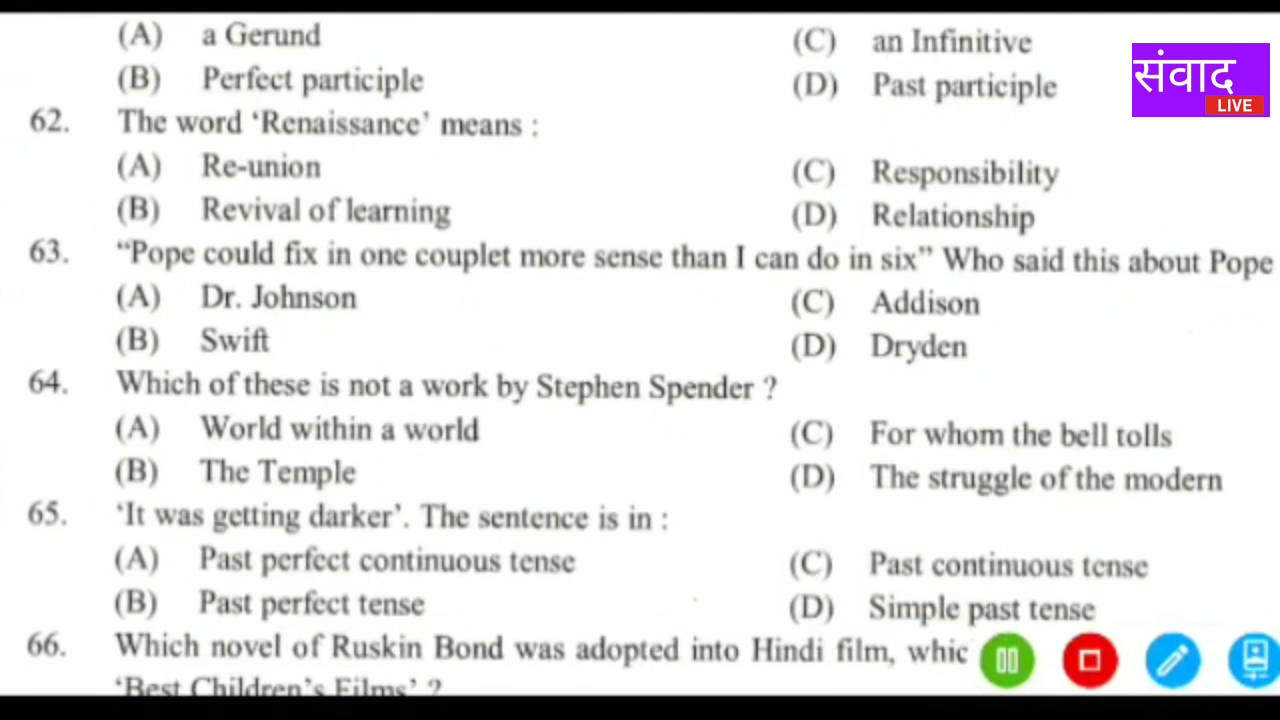 (A) a Gerund (C) an Infinitive
(B) Perfect participle (D) Past participle
संवाद
LIVE
62. The word ‘Renaissance’ means :
(A) Re-union (C) Responsibility
(B) Revival of learning (D) Relationship
63. “Pope could fix in one couplet more sense than I can do in six” Who said this about Pope
(A) Dr. Johnson (C) Addison
(B) Swift (D) Dryden
64. Which of these is not a work by Stephen Spender ?
(A) World within a world (C) For whom the bell tolls
(B) The Temple (D) The struggle of the modern
65. ‘It was getting darker’. The sentence is in :
(A) Past perfect continuous tense (C) Past continuous tense
(B) Past perfect tense (D) Simple past tense
66. Which novel of Ruskin Bond was adopted into Hindi film, whic
‘Best Children’s Films’ ?